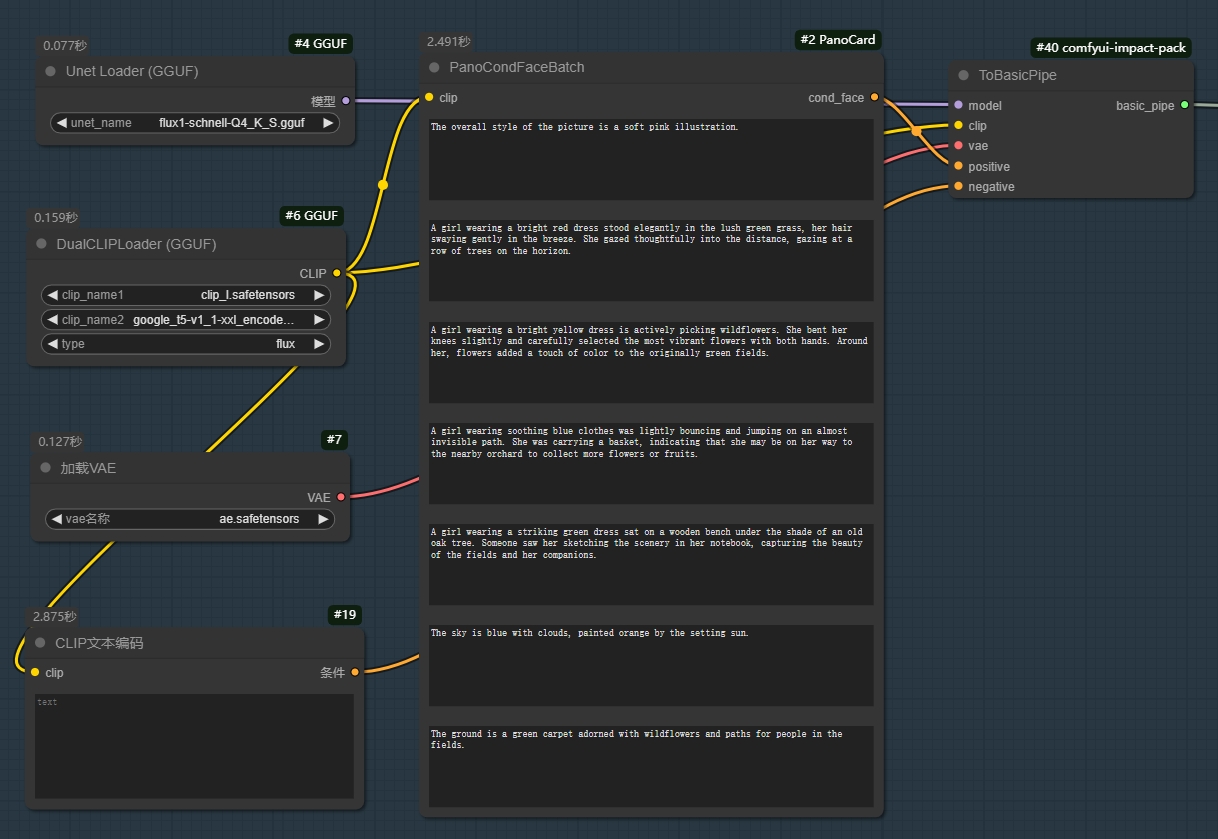 0.077秒
#4 GGUF
Unet Loader (GGUF)
模型
unet_name
flux1-schnell-Q4_K_S.gguf
0.159秒
#6 GGUF
DualCLIPLoader (GGUF)
CLIP
clip_name1
clip_l.safetensors
clip_name2
google_t5-v1_1-xxl_encode...
type
flux
0.127秒
#7
加载VAE
VAE
vae名称
ae.safetensors
2.875秒
#19
CLIP文本编码
clip
条件
text
2.491秒
#2 PanoCard
PanoCondFaceBatch
clip
cond_face
The overall style of the picture is a soft pink illustration.
A girl wearing a bright red dress stood elegantly in the lush green grass, her hair
swaying gently in the breeze. She gazed thoughtfully into the distance, gazing at a
row of trees on the horizon.
A girl wearing a bright yellow dress is actively picking wildflowers. She bent her
knees slightly and carefully selected the most vibrant flowers with both hands. Around
her, flowers added a touch of color to the originally green fields.
A girl wearing soothing blue clothes was lightly bouncing and jumping on an almost
invisible path. She was carrying a basket, indicating that she may be on her way to
the nearby orchard to collect more flowers or fruits.
A girl wearing a striking green dress sat on a wooden bench under the shade of an old
oak tree. Someone saw her sketching the scenery in her notebook, capturing the beauty
of the fields and her companions.
The sky is blue with clouds, painted orange by the setting sun.
The ground is a green carpet adorned with wildflowers and paths for people in the
fields.
#40 comfyui-impact-pack
ToBasicPipe
model
basic_pipe
clip
vae
positive
negative